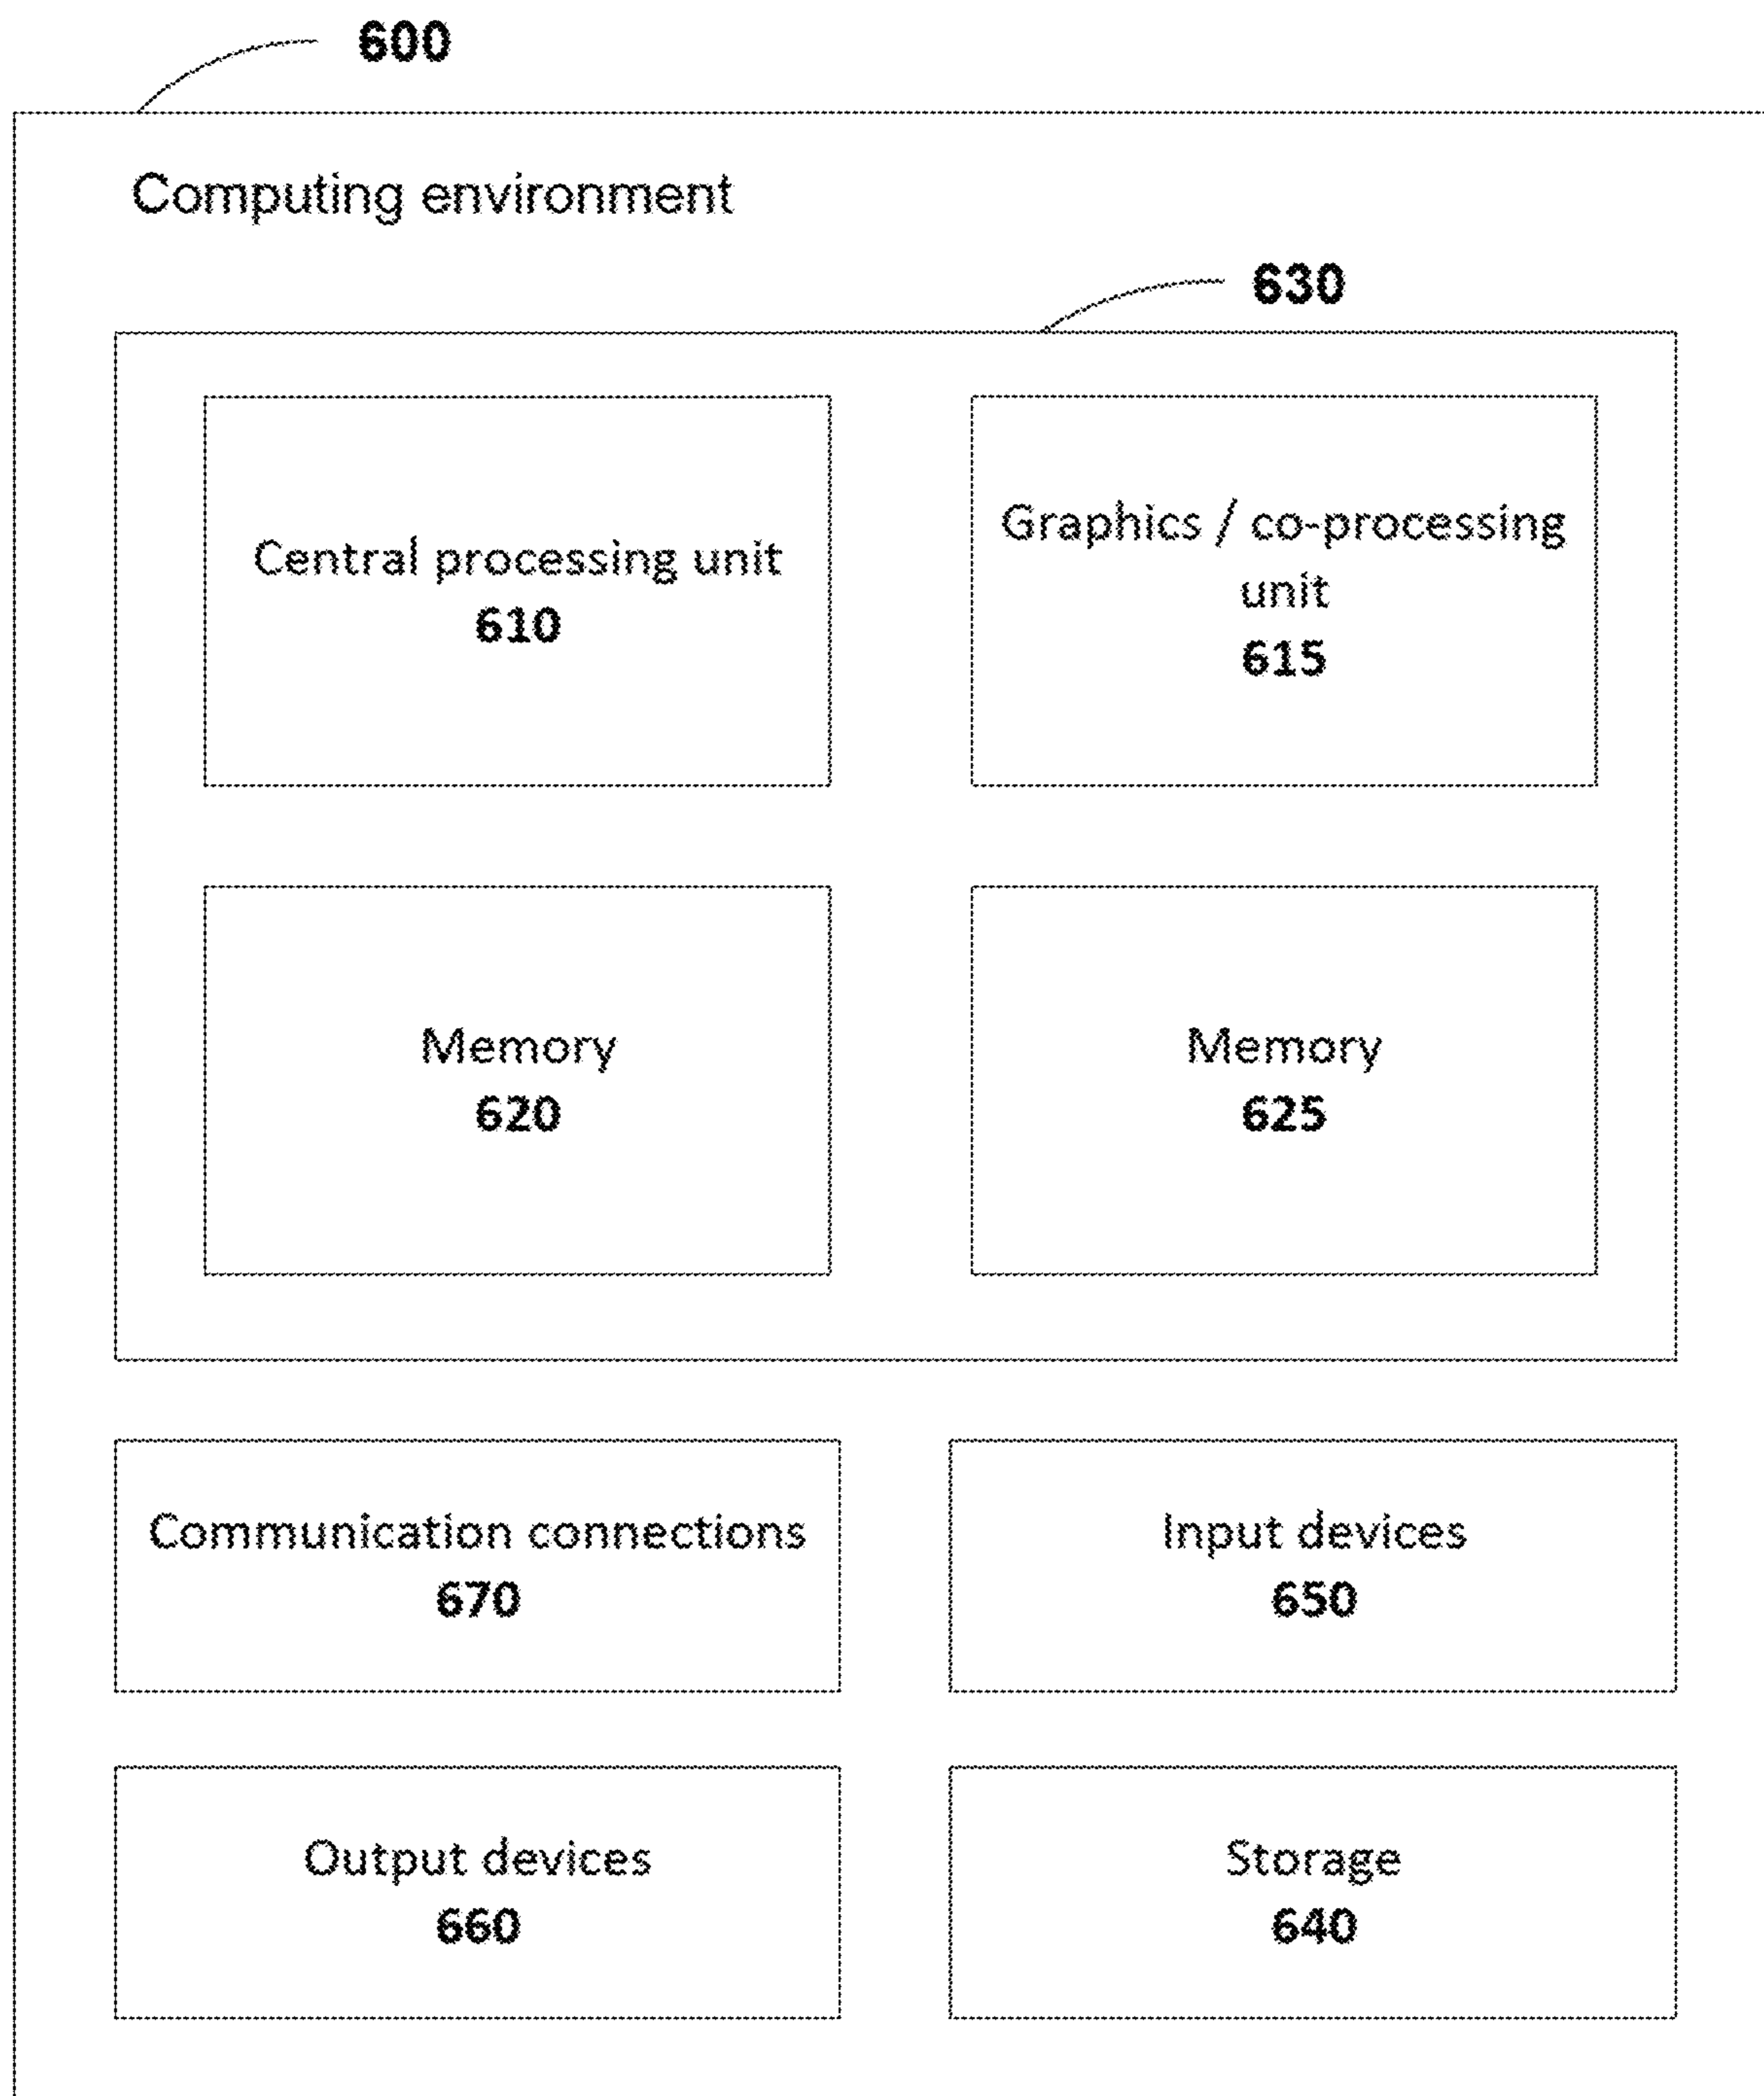 600
Computing environment
630
Central processing unit
610
Graphics / co-processing
unit
615
Memory
620
Memory
625
Communication connections
670
Input devices
650
Output devices
660
Storage
640